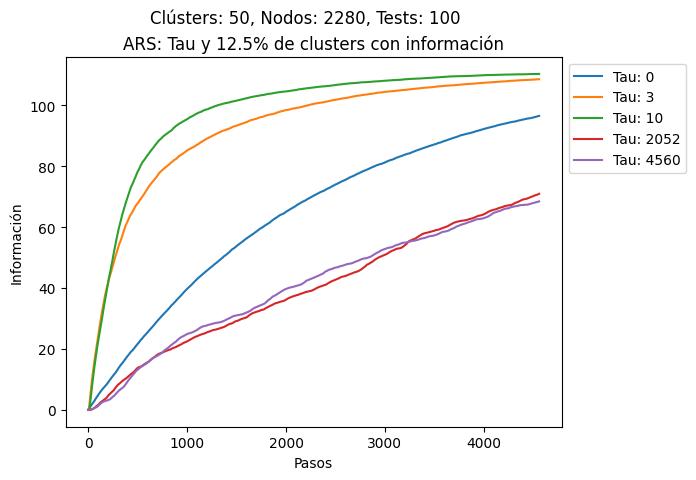 Clústers: 50, Nodos: 2280, Tests: 100
ARS: Tau y 12.5% de clusters con información
Información
100
80
60
40
20
0
0 1000 2000 3000 4000
Pasos
Tau: 0
Tau: 3
Tau: 10
Tau: 2052
Tau: 4560